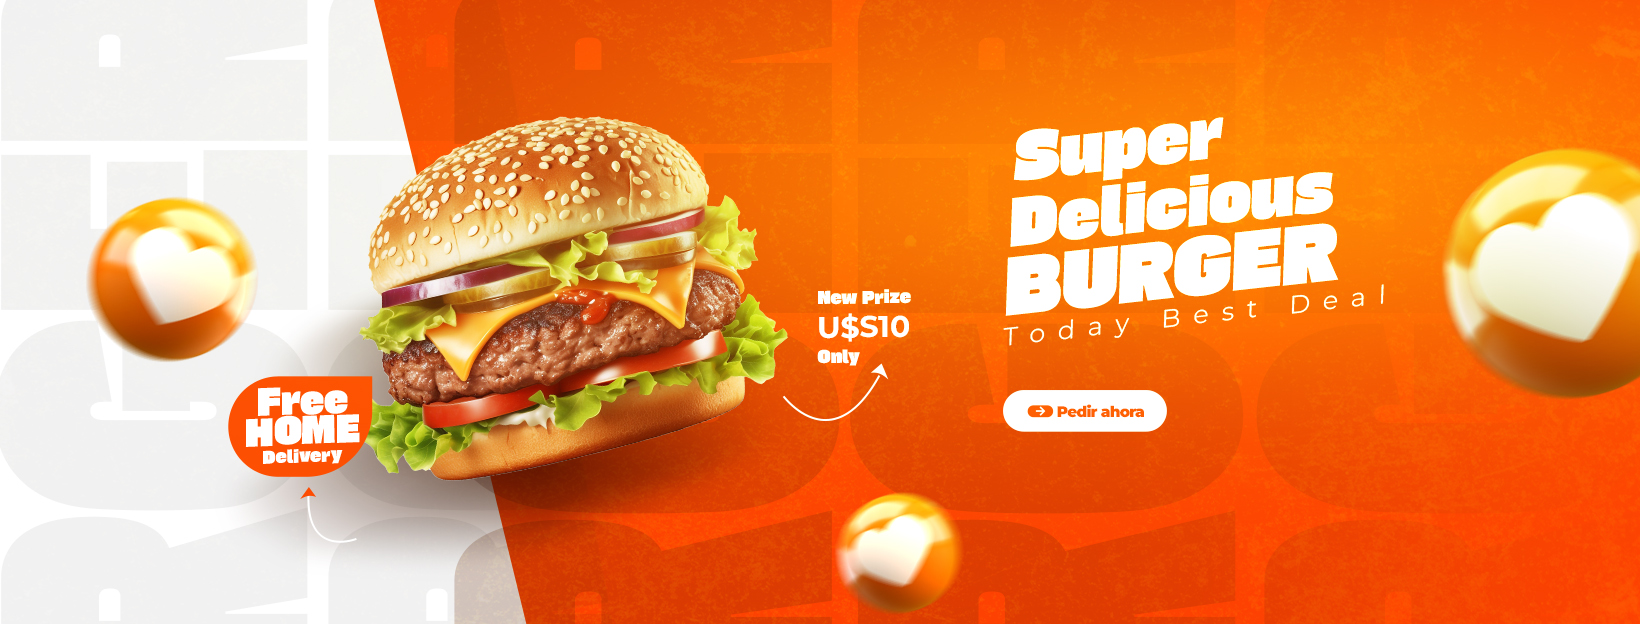 Super
Delicious
BURGER
Today Best Deal
Pedir ahora
New Prize
U$S10
Only
Free
HOME
Delivery